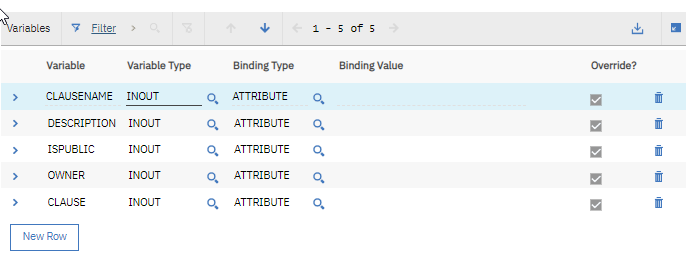 Variables Filter 1 - 5 of 5
Variable Variable Type Binding Type Binding Value Override?
CLAUSENAME INOUT ATTRIBUTE
DESCRIPTION INOUT ATTRIBUTE
ISPUBLIC INOUT ATTRIBUTE
OWNER INOUT ATTRIBUTE
CLAUSE INOUT ATTRIBUTE
New Row